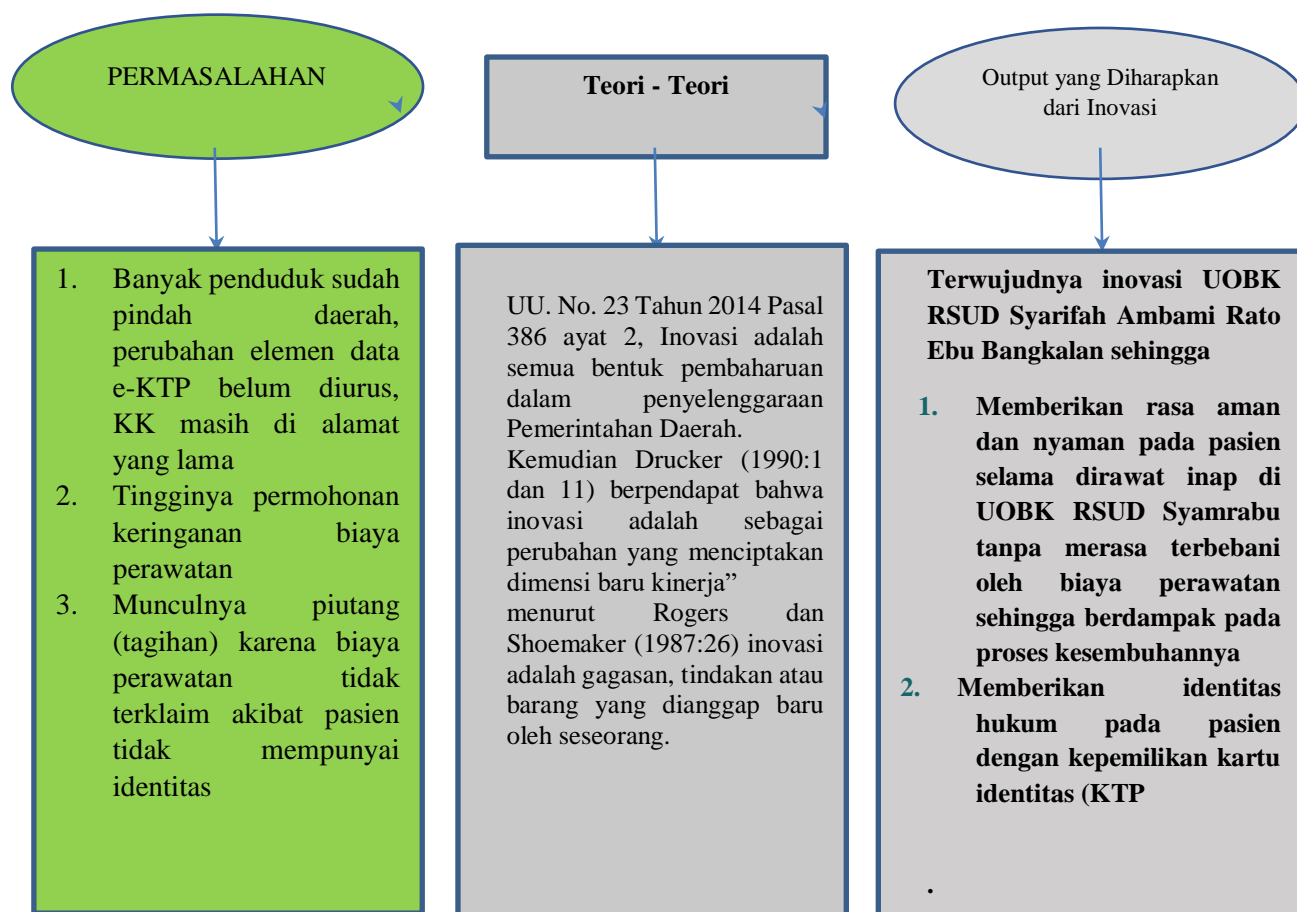 PERMASALAHAN
1. Banyak penduduk sudah
pindah daerah,
perubahan elemen data
e-KTP belum diurus,
KK masih di alamat
yang lama
2. Tingginya permohonan
keringanan biaya
perawatan
3. Munculnya piutang
(tagihan) karena biaya
perawatan tidak
terklaim akibat pasien
tidak mempunyai
identitas
Teori - Teori
UU. No. 23 Tahun 2014 Pasal
386 ayat 2, Inovasi adalah
semua bentuk pembaharuan
dalam penyelenggaraan
Pemerintahan Daerah.
Kemudian Drucker (1990:1
dan 11) berpendapat bahwa
inovasi adalah sebagai
perubahan yang menciptakan
dimensi baru kinerja”
menurut Rogers dan
Shoemaker (1987:26) inovasi
adalah gagasan, tindakan atau
barang yang dianggap baru
oleh seseorang.
Output yang Diharapkan
dari Inovasi
Terwujudnya inovasi UOBK
RSUD Syarifah Ambami Rato
Ebu Bangkalan sehingga
1. Memberikan rasa aman
dan nyaman pada pasien
selama dirawat inap di
UOBK RSUD Syamrabu
tanpa merasa terbebani
oleh biaya perawatan
sehingga berdampak pada
proses kesembuhannya
2. Memberikan identitas
hukum pada pasien
dengan kepemilikan kartu
identitas (KTP
.